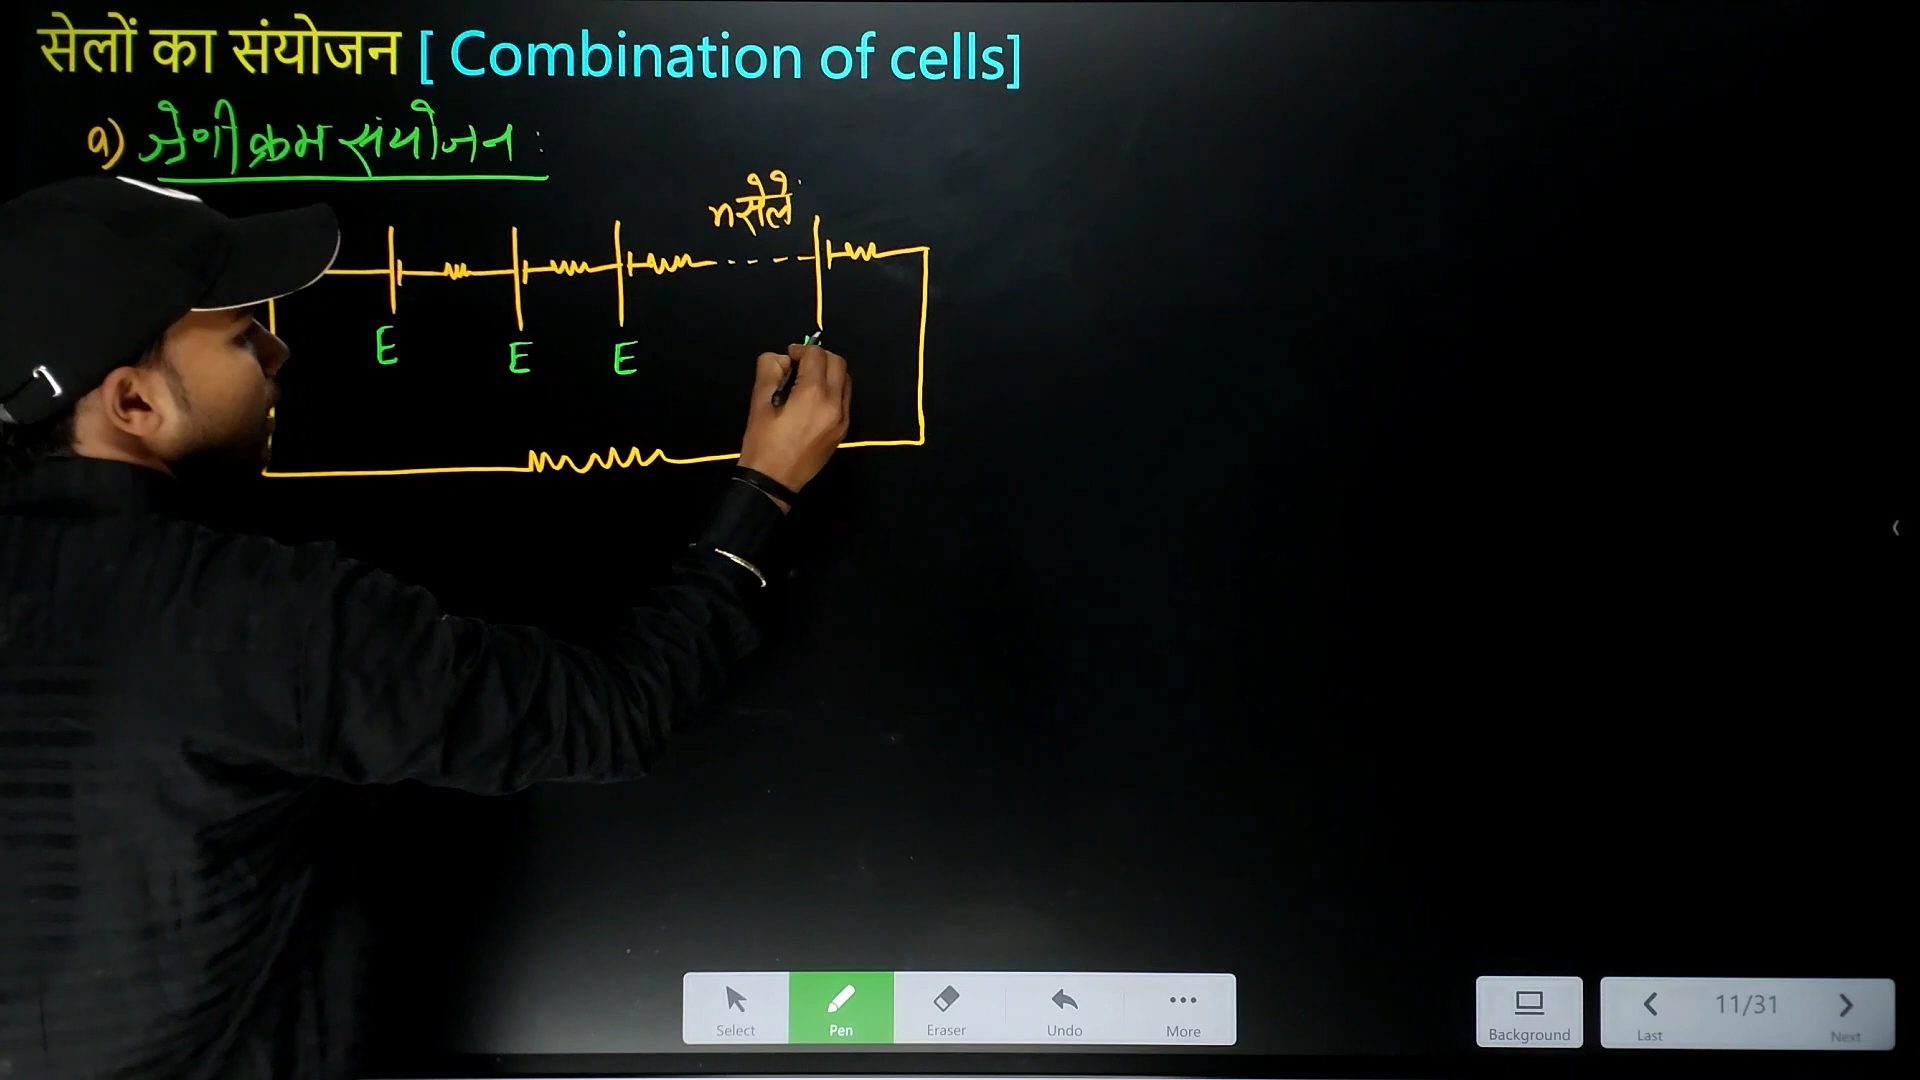 सेलों का संयोजन [ Combination of cells]
a) श्रेणीक्रम संयोजन :
n सेलें
E E E
Select Pen Eraser Undo More
Background
Last 11/31 Next